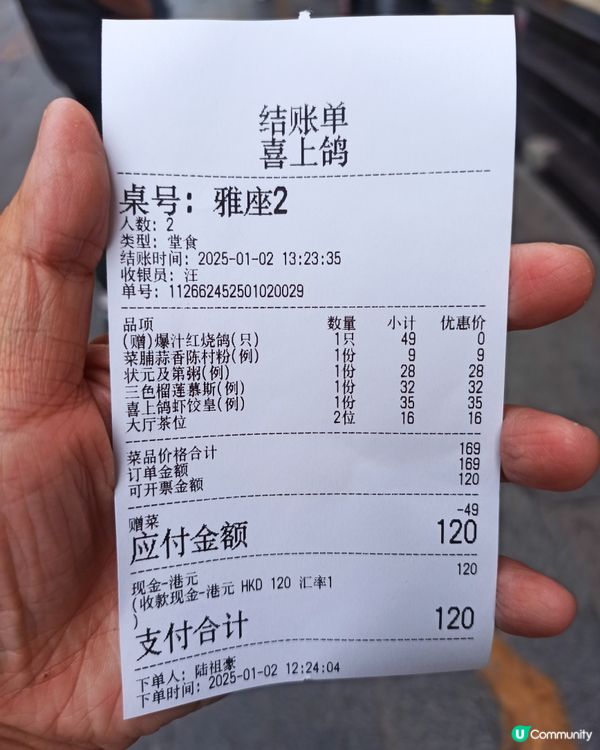 结账单
喜上鸽
桌号: 雅座2
人数: 2
类型: 堂食
结账时间: 2025-01-02 13:23:35
收银员: 汪
单号: 112662452501020029
品项 数量 小计 优惠价
(赠)爆汁红烧鸽(只) 1只 49 0
菜脯蒜香陈村粉(例) 1份 9 9
状元及第粥(例) 1份 28 28
三色榴莲慕斯(例) 1份 32 32
喜上鸽虾饺皇(例) 1份 35 35
大厅茶位 2位 16 16
菜品价格合计 169
订单金额 169
可开票金额 120
赠菜 -49
应付金额 120
现金-港元 120
(收款现金-港元 HKD 120 汇率1
)
支付合计 120
下单人: 陆祖豪
下单时间: 2025-01-02 12:24:04
U Community